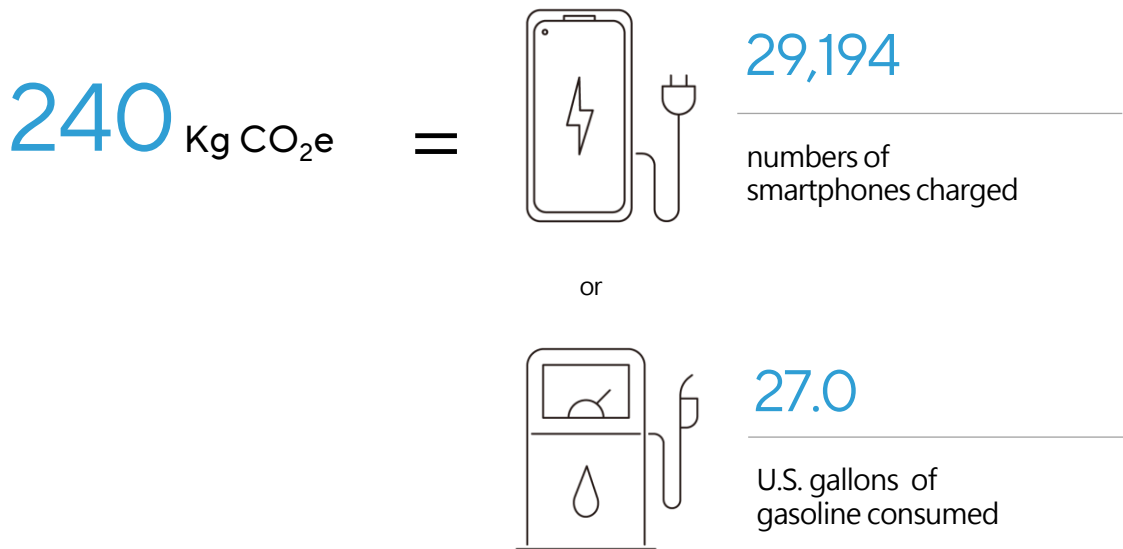 240 Kg CO₂e
=
29,194
numbers of
smartphones charged
or
27.0
U.S. gallons of
gasoline consumed